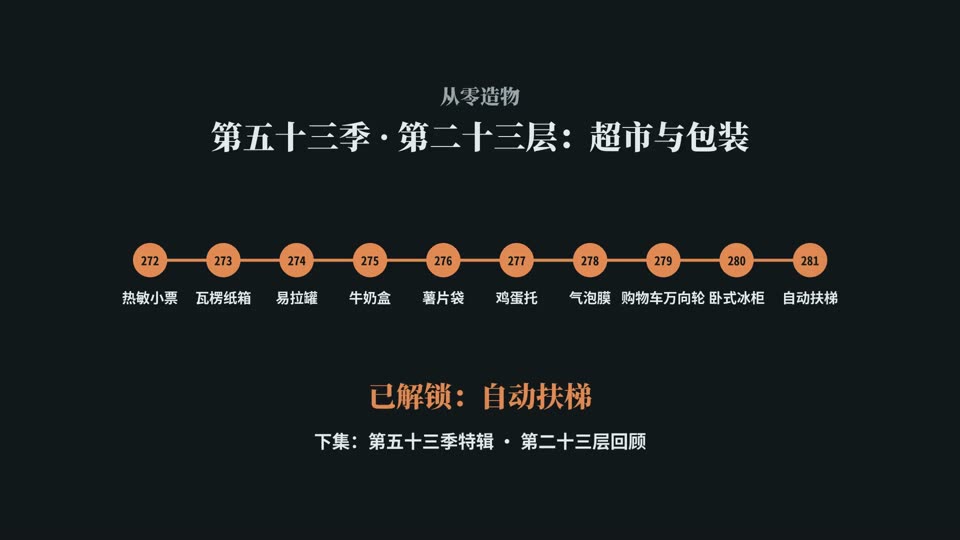 从零造物
第五十三季 · 第二十三层：超市与包装
272 273 274 275 276 277 278 279 280 281
热敏小票 瓦楞纸箱 易拉罐 牛奶盒 薯片袋 鸡蛋托 气泡膜 购物车万向轮 卧式冰柜 自动扶梯
已解锁：自动扶梯
下集：第五十三季特辑 · 第二十三层回顾